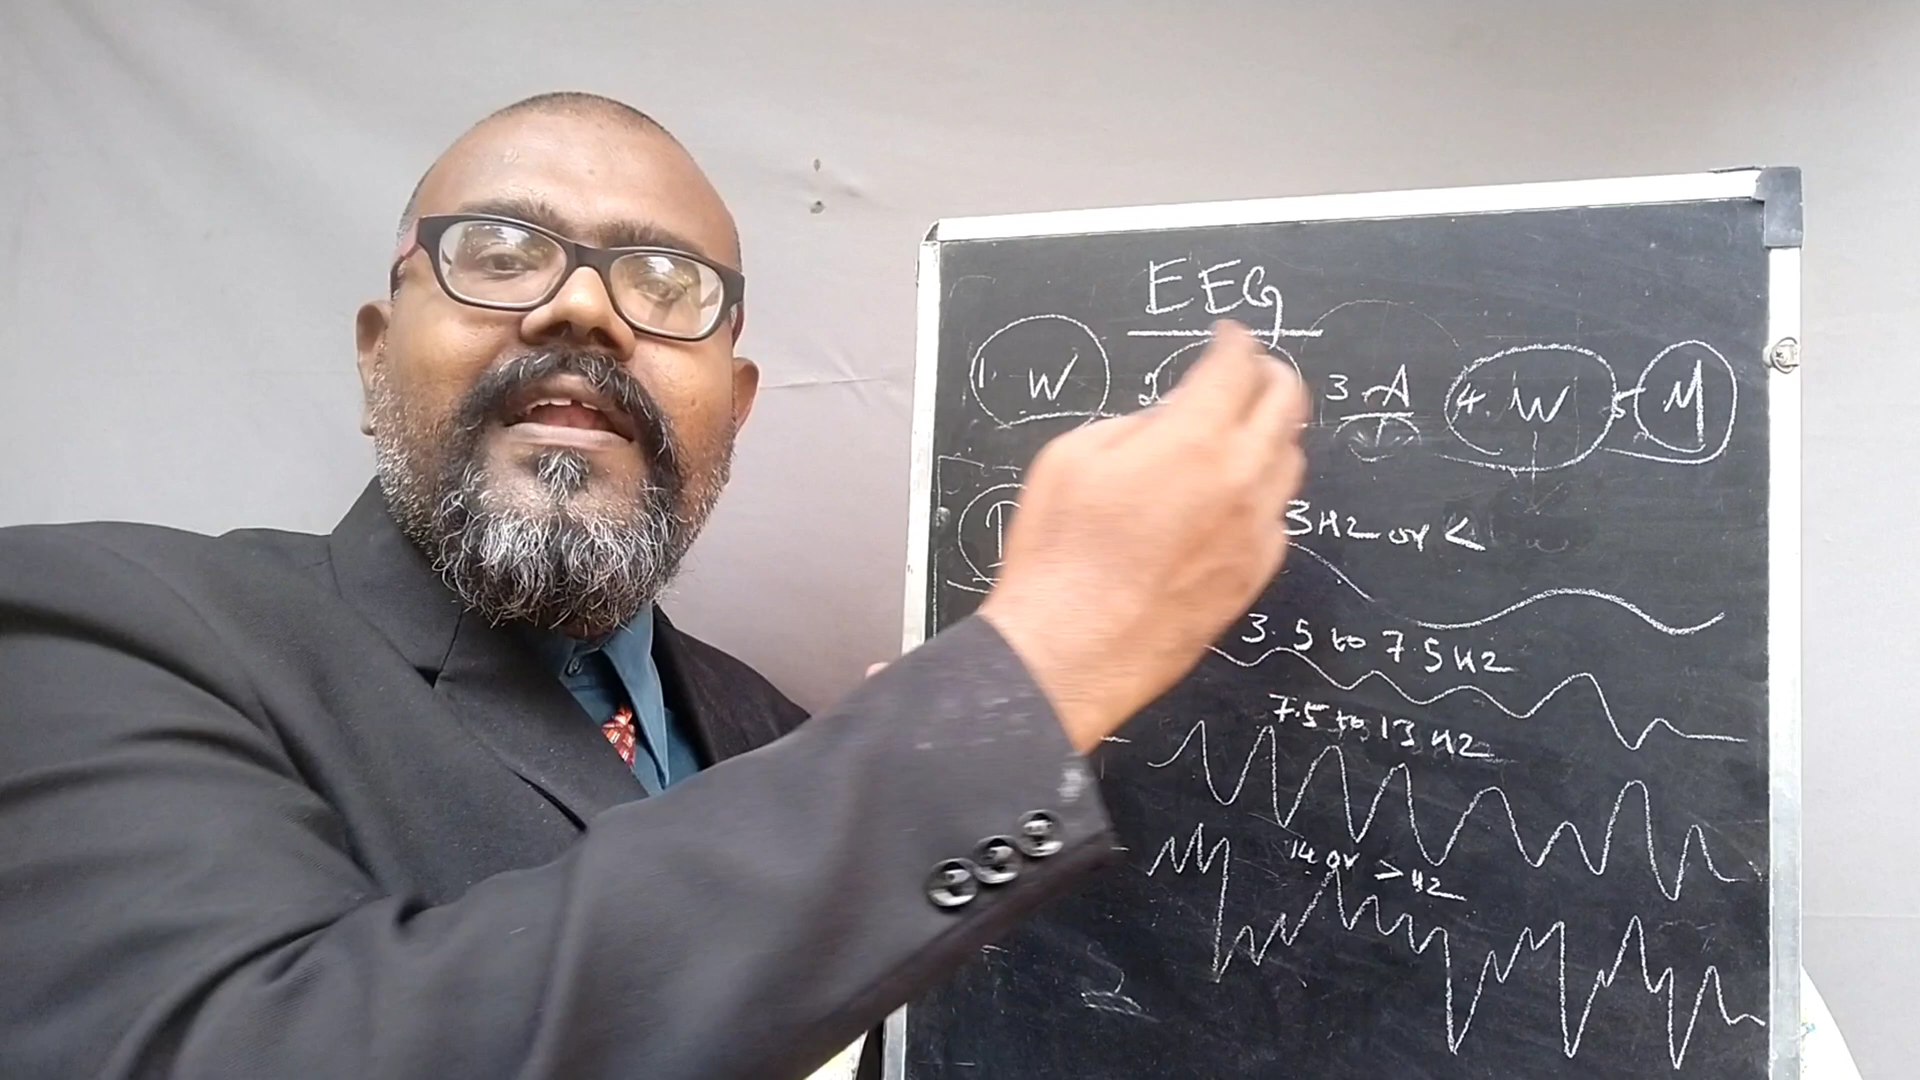 EEG
1. W 2 3. A 4. W 5 M
3HZ or <
3.5 to 7.5 HZ
7.5 to 13 HZ
14 or > HZ